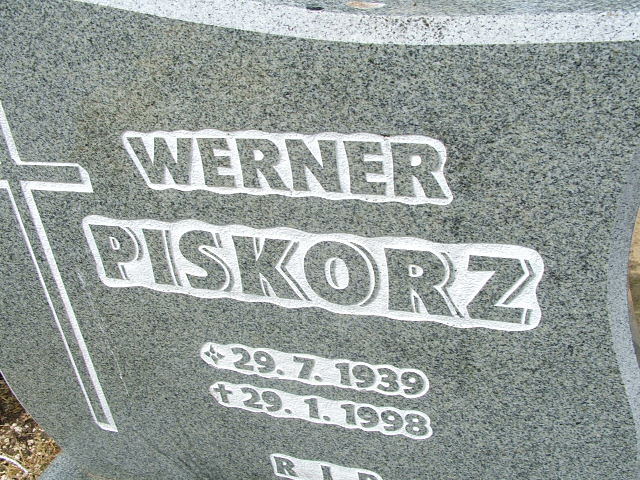 WERNER
PISKORZ
✲ 29. 7. 1939
✝ 29. 1. 1998
R I P